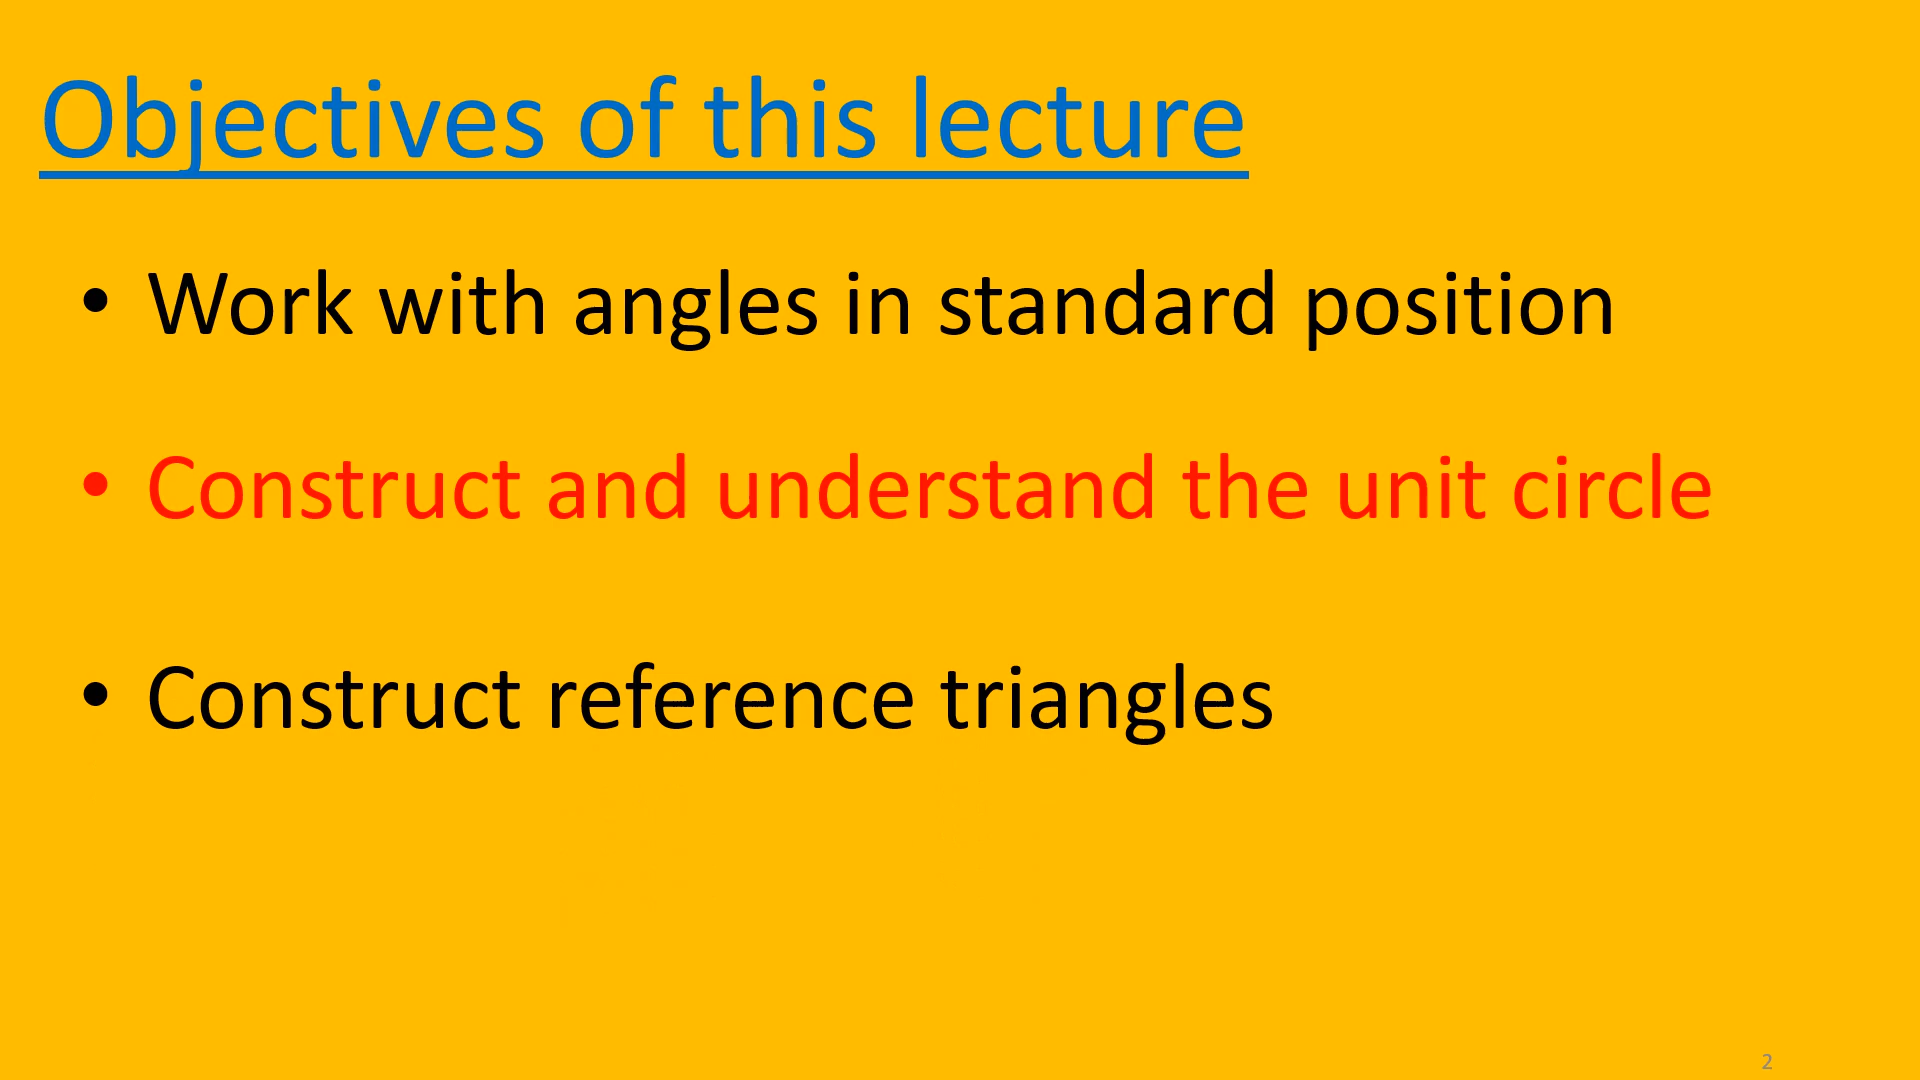 Objectives of this lecture
• Work with angles in standard position
• Construct and understand the unit circle
• Construct reference triangles
2